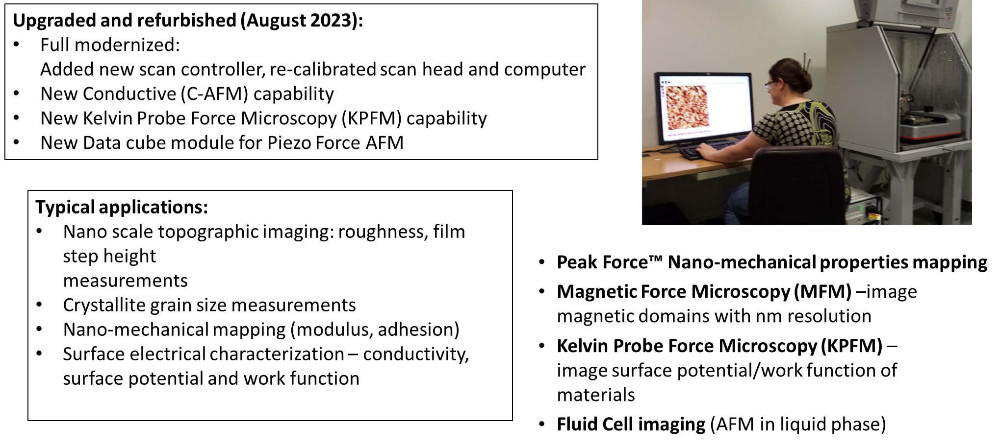 Upgraded and refurbished (August 2023):
• Full modernized:
Added new scan controller, re-calibrated scan head and computer
• New Conductive (C-AFM) capability
• New Kelvin Probe Force Microscopy (KPFM) capability
• New Data cube module for Piezo Force AFM
Typical applications:
• Nano scale topographic imaging: roughness, film
step height
measurements
• Crystallite grain size measurements
• Nano-mechanical mapping (modulus, adhesion)
• Surface electrical characterization – conductivity,
surface potential and work function
• Peak Force™ Nano-mechanical properties mapping
• Magnetic Force Microscopy (MFM) –image
magnetic domains with nm resolution
• Kelvin Probe Force Microscopy (KPFM) –
image surface potential/work function of
materials
• Fluid Cell imaging (AFM in liquid phase)